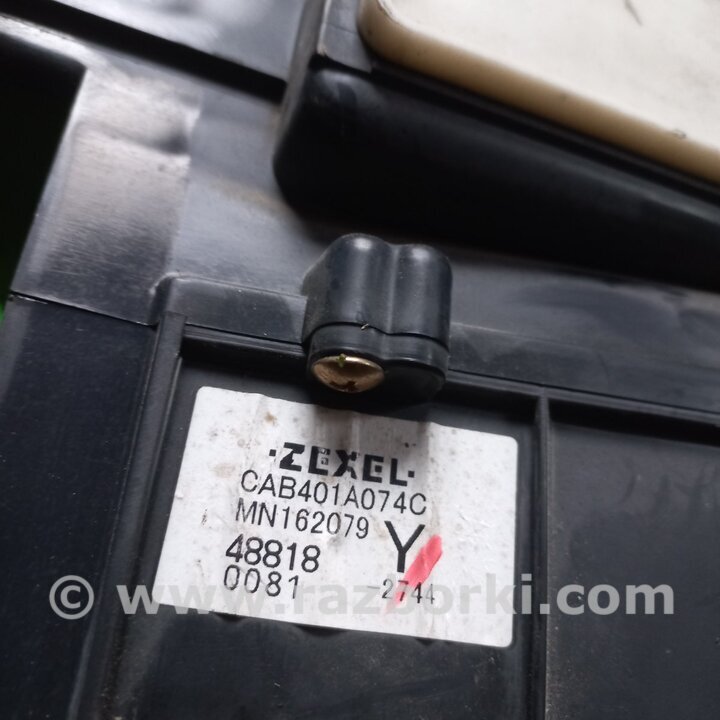 ·ZEXEL·
CAB401A074C
MN162079
Y
48818
0081 -2744
© www.razborki.com